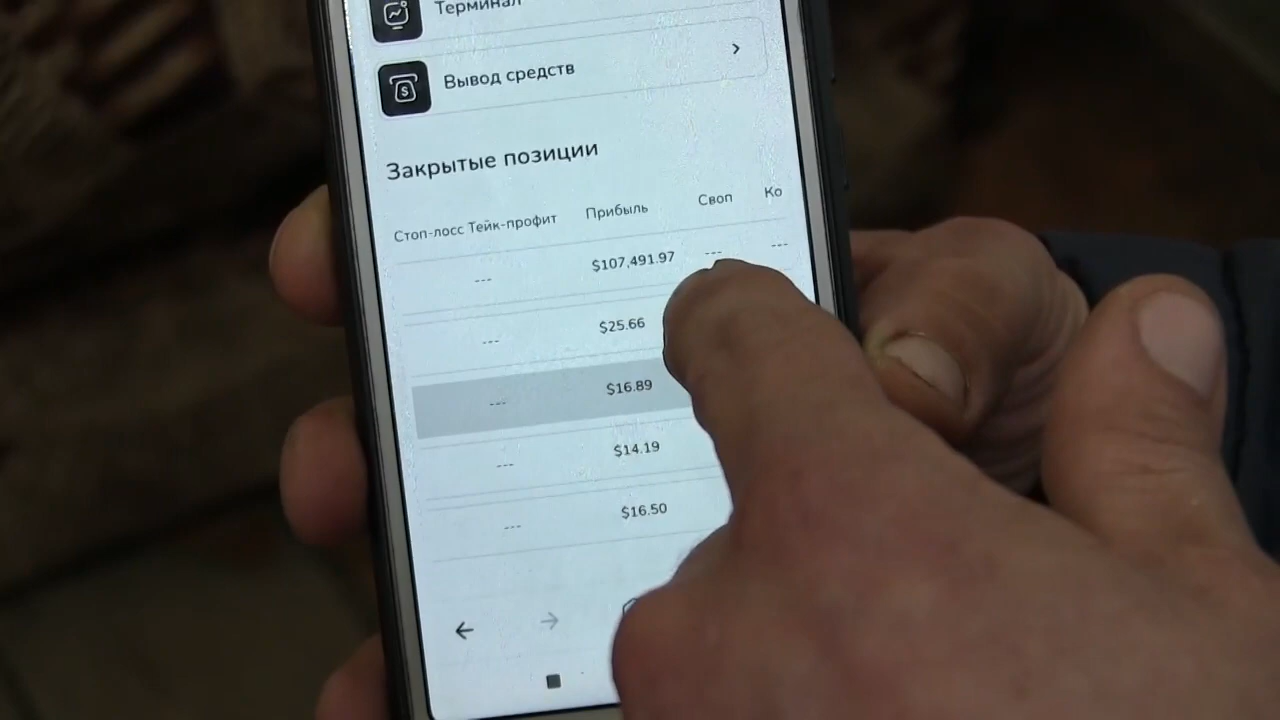 Терминал
Вывод средств
Закрытые позиции
Стоп-лосс Тейк-профит Прибыль Своп Ко
--- $107,491.97 --- ---
--- $25.66
--- $16.89
--- $14.19
--- $16.50